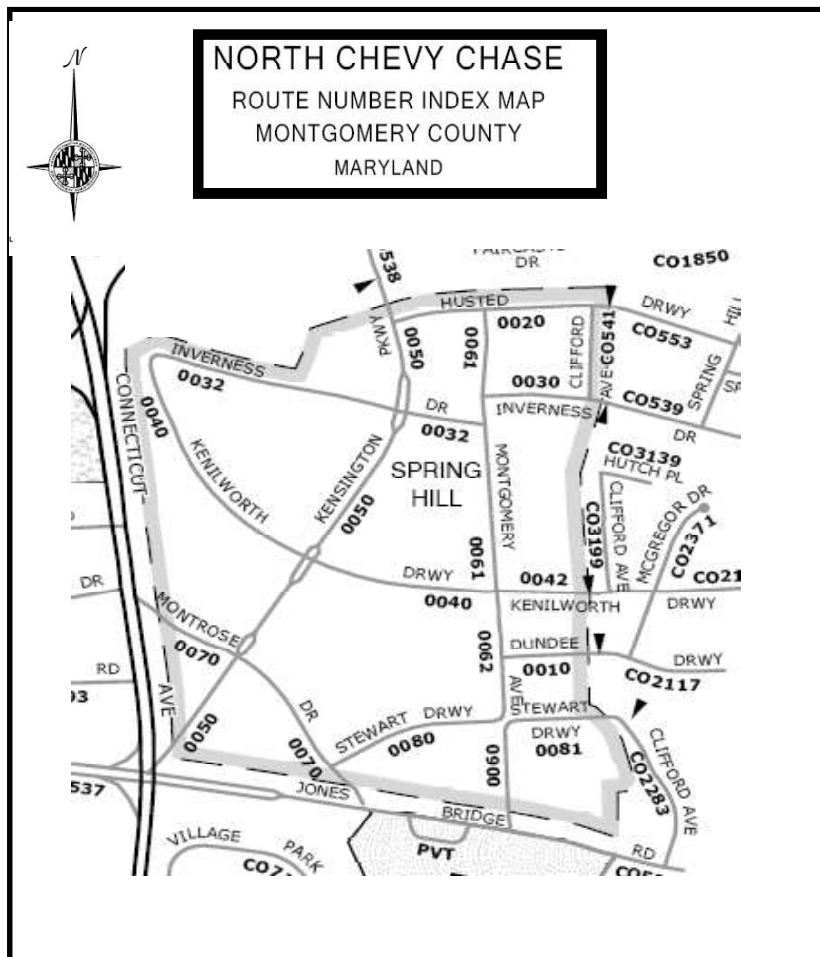 N
NORTH CHEVY CHASE
ROUTE NUMBER INDEX MAP
MONTGOMERY COUNTY
MARYLAND
DR
CO1850
HUSTED
DRWY
0020
CO553
PKWY
0050
0061
CLIFFORD
AVE
CO541
INVERNESS
0032
0030
SPRING
CONNECTICUT
0040
DR
0032
INVERNESS
CO539
DR
KENILWORTH
KENSINGTON
0050
SPRING
HILL
MONTGOMERY
CO3139
HUTCH PL
CLIFFORD AVE
CO3199
MCGREGOR DR
CO2371
0061
DR
DRWY
0040
0042
KENILWORTH
DRWY
MONTROSE
0070
0062
DUNDEE
0010
DRWY
CO2117
RD
AVE
0050
DR
0070
STEWART
DRWY
0080
AVE
STEWART
DRWY
0081
0900
CLIFFORD AVE
CO2283
537
JONES
BRIDGE
RD
VILLAGE
PARK
PVT